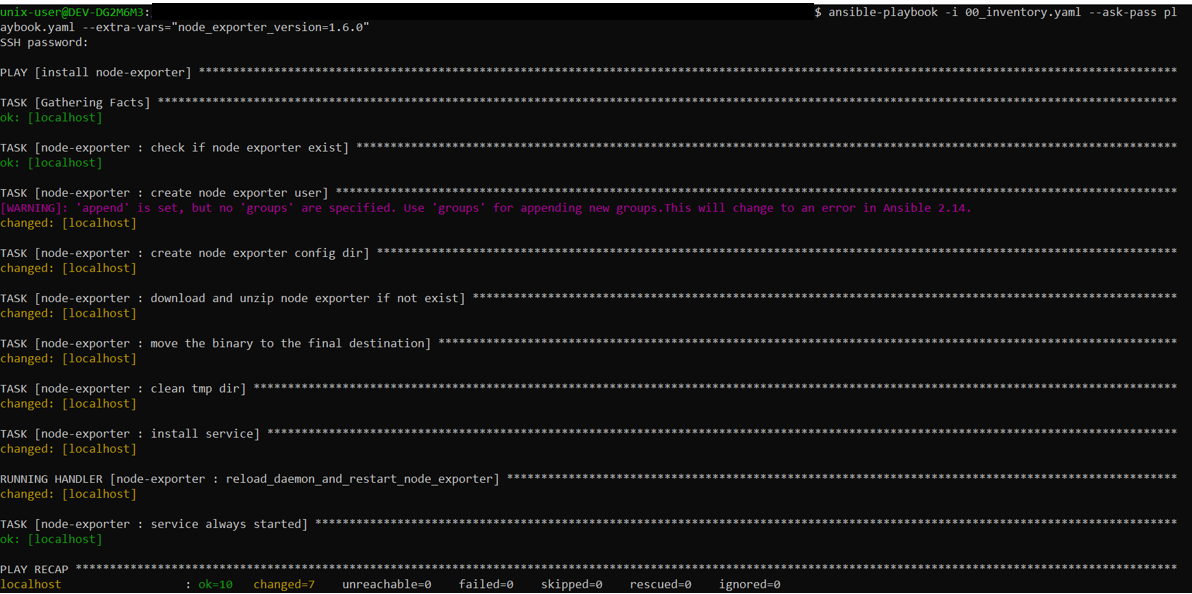 unix-user@DEV-DG2M6M3: $ ansible-playbook -i 00_inventory.yaml --ask-pass pl
aybook.yaml --extra-vars="node_exporter_version=1.6.0"
SSH password:
PLAY [install node-exporter] ************************************************************************************************************************************************
TASK [Gathering Facts] ******************************************************************************************************************************************************
ok: [localhost]
TASK [node-exporter : check if node exporter exist] ************************************************************************************************************************
ok: [localhost]
TASK [node-exporter : create node exporter user] ***************************************************************************************************************************
[WARNING]: 'append' is set, but no 'groups' are specified. Use 'groups' for appending new groups.This will change to an error in Ansible 2.14.
changed: [localhost]
TASK [node-exporter : create node exporter config dir] *********************************************************************************************************************
changed: [localhost]
TASK [node-exporter : download and unzip node exporter if not exist] *******************************************************************************************************
changed: [localhost]
TASK [node-exporter : move the binary to the final destination] ************************************************************************************************************
changed: [localhost]
TASK [node-exporter : clean tmp dir] ***************************************************************************************************************************************
changed: [localhost]
TASK [node-exporter : install service] *************************************************************************************************************************************
changed: [localhost]
RUNNING HANDLER [node-exporter : reload_daemon_and_restart_node_exporter] **************************************************************************************************
changed: [localhost]
TASK [node-exporter : service always started] ******************************************************************************************************************************
ok: [localhost]
PLAY RECAP *****************************************************************************************************************************************************************
localhost : ok=10 changed=7 unreachable=0 failed=0 skipped=0 rescued=0 ignored=0